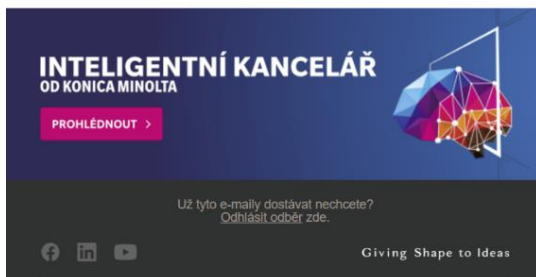 INTELIGENTNÍ KANCELÁŘ
OD KONICA MINOLTA
PROHLÉDNOUT >
Už tyto e-maily dostávat nechcete?
Odhlásit odběr zde.
Giving Shape to Ideas